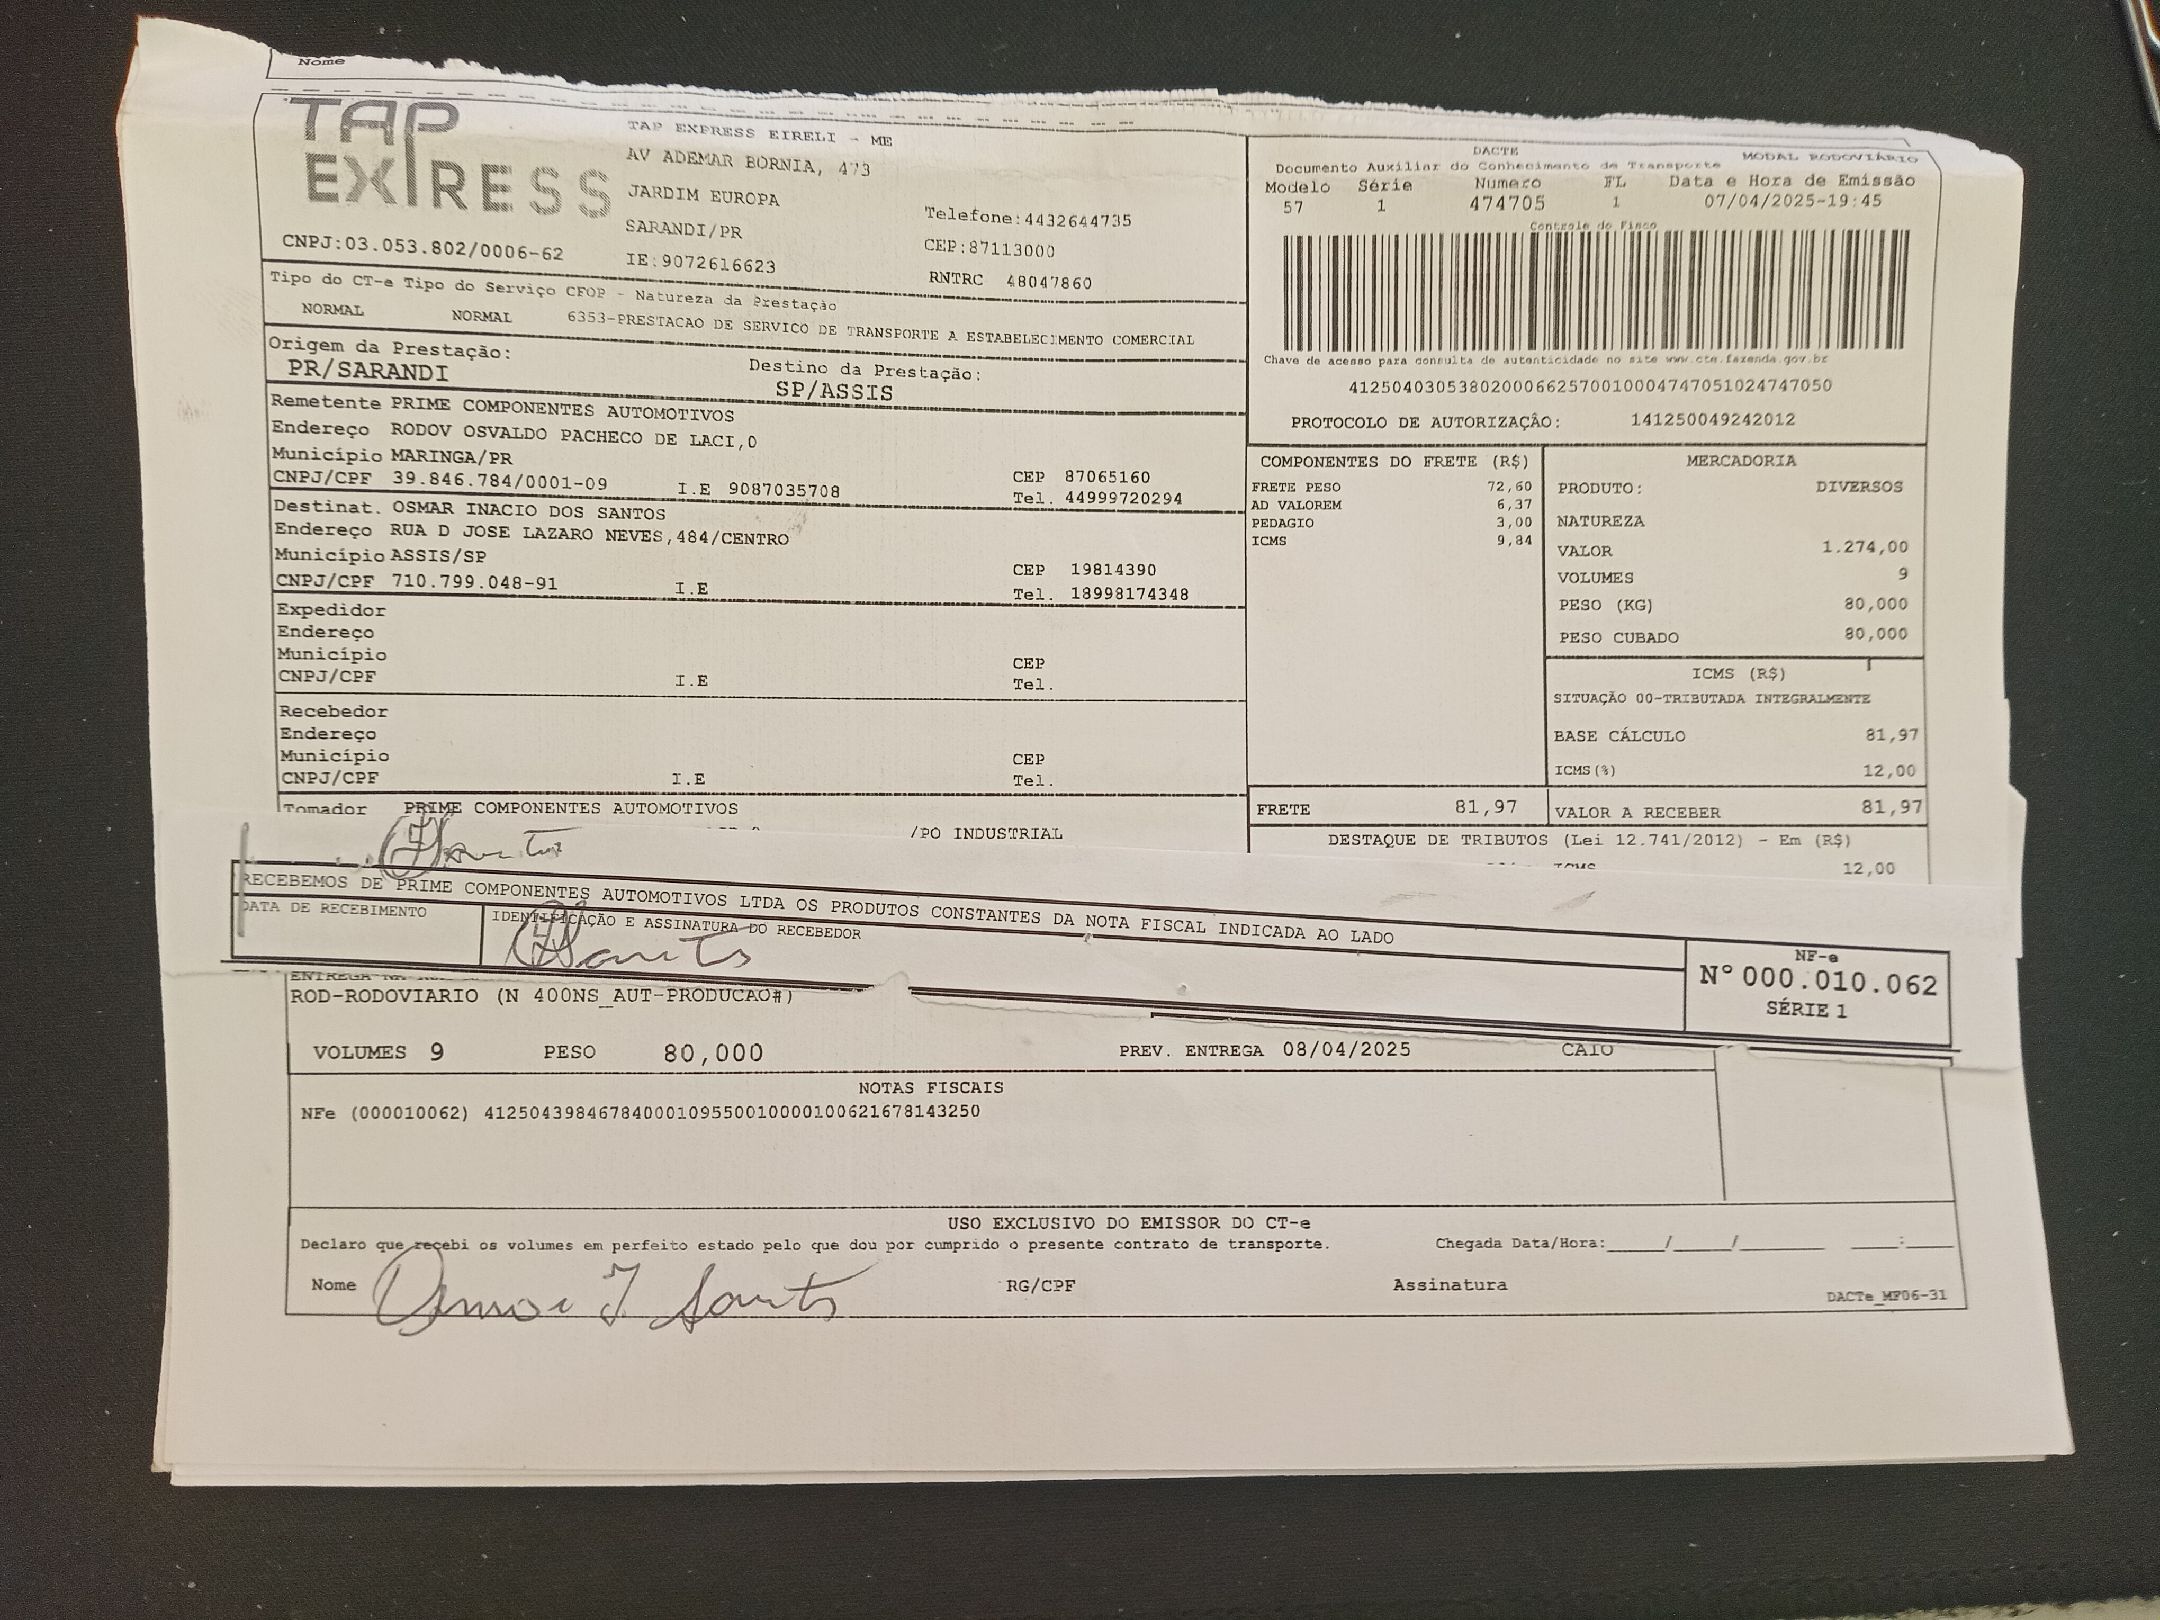 Nome
TAP EXPRESS
TAP EXPRESS EIRELI - ME
AV ADEMAR BORNIA, 473
JARDIM EUROPA
SARANDI/PR
IE:9072616623
Telefone:4432644735
CEP:87113000
RNTRC 48047860
CNPJ:03.053.802/0006-62
DACTE
Documento Auxiliar do Conhecimento de Transporte MODAL RODOVIÁRIO
Modelo Série Numero FL Data e Hora de Emissão
57 1 474705 1 07/04/2025-19:45
Controle do Fisco
Chave de acesso para consulta de autenticidade no site www.cte.fazenda.gov.br
41250403053802000662570010004747051024747050
PROTOCOLO DE AUTORIZAÇÃO: 141250049242012
Tipo do CT-e Tipo do Serviço CFOP - Natureza da Prestação
NORMAL NORMAL 6353-PRESTACAO DE SERVICO DE TRANSPORTE A ESTABELECIMENTO COMERCIAL
Origem da Prestação: Destino da Prestação:
PR/SARANDI SP/ASSIS
Remetente PRIME COMPONENTES AUTOMOTIVOS
Endereço RODOV OSVALDO PACHECO DE LACI,0
Município MARINGA/PR CEP 87065160
CNPJ/CPF 39.846.784/0001-09 I.E 9087035708 Tel. 44999720294
Destinat. OSMAR INACIO DOS SANTOS
Endereço RUA D JOSE LAZARO NEVES,484/CENTRO
Município ASSIS/SP CEP 19814390
CNPJ/CPF 710.799.048-91 I.E Tel. 18998174348
Expedidor
Endereço
Município CEP
CNPJ/CPF I.E Tel.
Recebedor
Endereço
Município CEP
CNPJ/CPF I.E Tel.
Tomador PRIME COMPONENTES AUTOMOTIVOS
/PO INDUSTRIAL
COMPONENTES DO FRETE (R$)
FRETE PESO 72,60
AD VALOREM 6,37
PEDAGIO 3,00
ICMS 9,84
FRETE 81,97
MERCADORIA
PRODUTO: DIVERSOS
NATUREZA
VALOR 1.274,00
VOLUMES 9
PESO (KG) 80,000
PESO CUBADO 80,000
ICMS (R$)
SITUAÇÃO 00-TRIBUTADA INTEGRALMENTE
BASE CÁLCULO 81,97
ICMS(%) 12,00
VALOR A RECEBER 81,97
DESTAQUE DE TRIBUTOS (Lei 12.741/2012) - Em (R$)
ICMS 12,00
RECEBEMOS DE PRIME COMPONENTES AUTOMOTIVOS LTDA OS PRODUTOS CONSTANTES DA NOTA FISCAL INDICADA AO LADO
DATA DE RECEBIMENTO IDENTIFICAÇÃO E ASSINATURA DO RECEBEDOR
Santos
NF-e
N° 000.010.062
SÉRIE 1
ROD-RODOVIARIO (N 400NS_AUT-PRODUCAO#)
VOLUMES 9 PESO 80,000 PREV. ENTREGA 08/04/2025 CAIO
NOTAS FISCAIS
NFe (000010062) 41250439846784000109550010000100621678143250
USO EXCLUSIVO DO EMISSOR DO CT-e
Declaro que recebi os volumes em perfeito estado pelo que dou por cumprido o presente contrato de transporte. Chegada Data/Hora:_____/_____/________ ____:_____
Nome Osmar I Santos RG/CPF Assinatura
DACTe_MF06-31